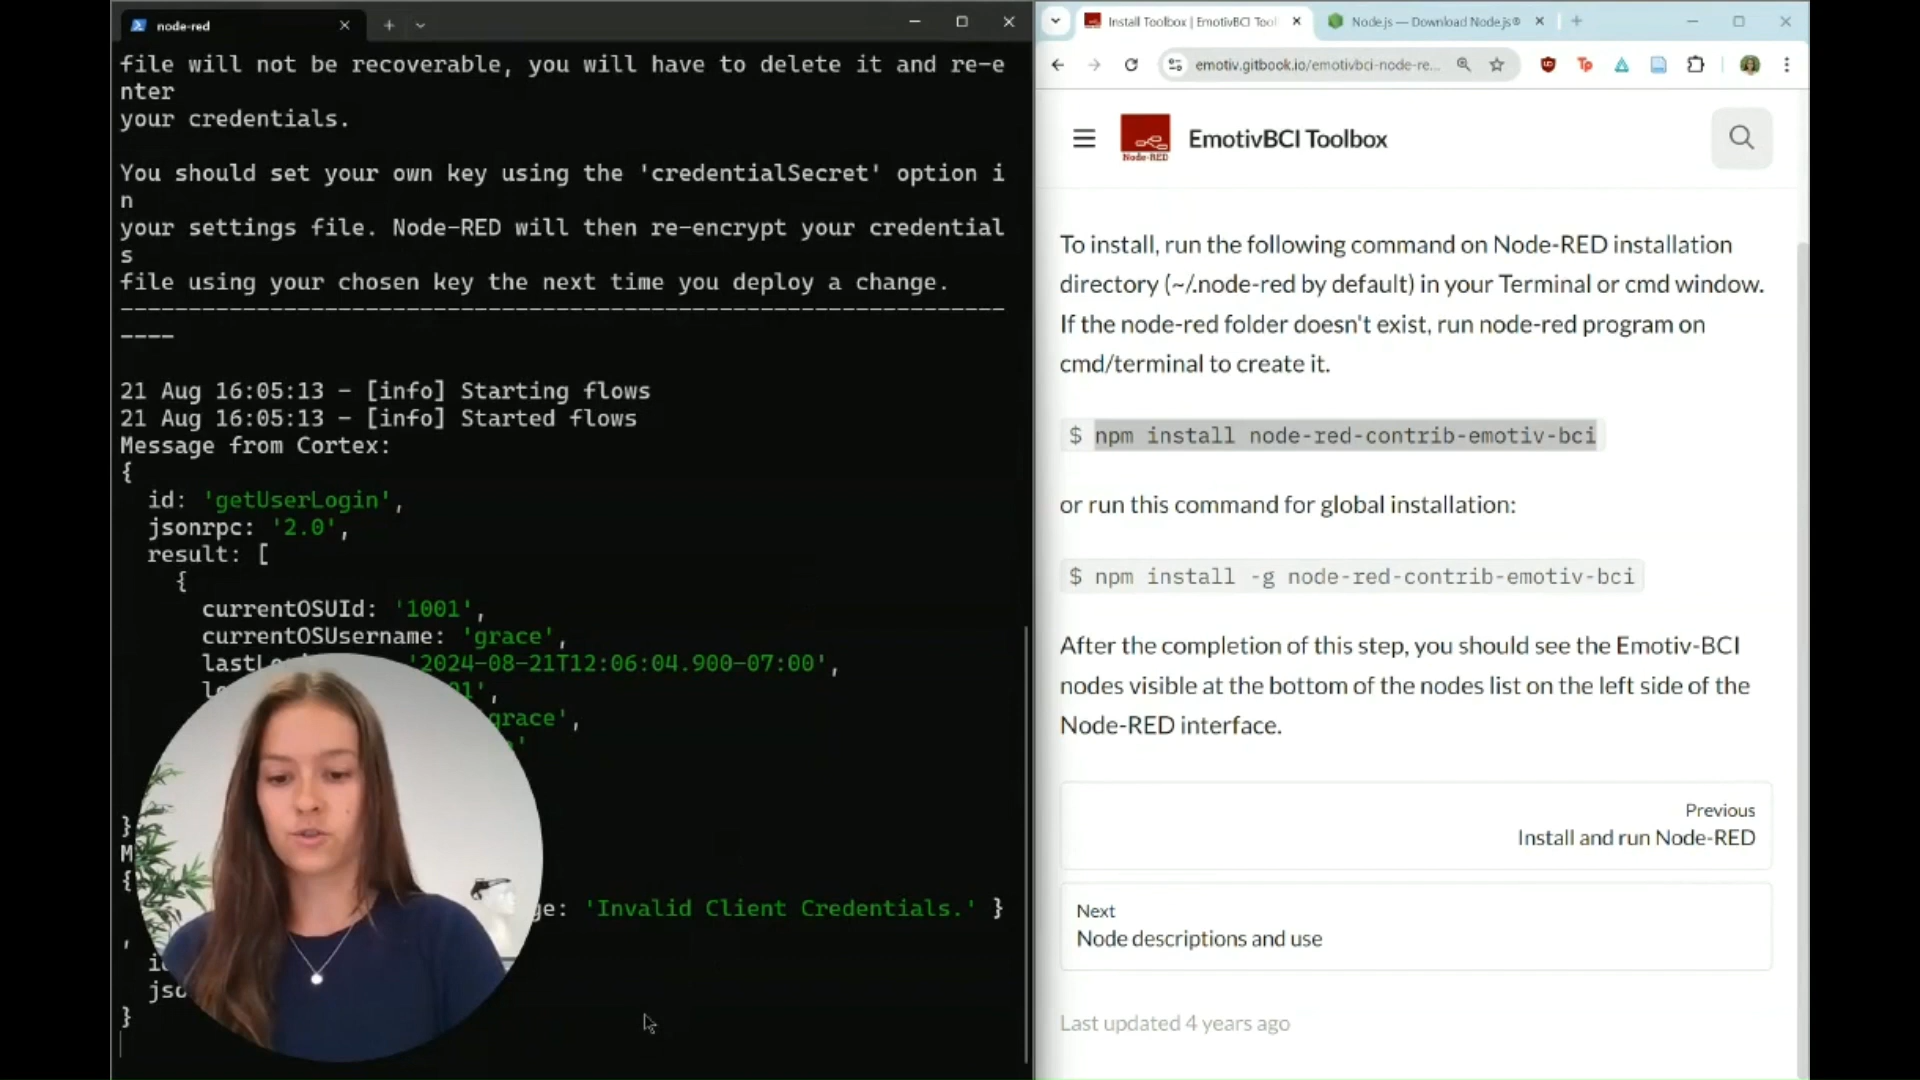 node-red
file will not be recoverable, you will have to delete it and re-e
nter
your credentials.
You should set your own key using the 'credentialSecret' option i
n
your settings file. Node-RED will then re-encrypt your credential
s
file using your chosen key the next time you deploy a change.
-----------------------------------------------------------------
----
21 Aug 16:05:13 - [info] Starting flows
21 Aug 16:05:13 - [info] Started flows
Message from Cortex:
{
id: 'getUserLogin',
jsonrpc: '2.0',
result: [
{
currentOSUId: '1001',
currentOSUsername: 'grace',
'2024-08-21T12:06:04.900-07:00',
grace',
}
{
'Invalid Client Credentials.' }
,
}
Install Toolbox | EmotivBCI Tool
Node.js — Download Node.js®
emotiv.gitbook.io/emotivbci-node-re...
Node-RED
EmotivBCI Toolbox
To install, run the following command on Node-RED installation
directory (~/.node-red by default) in your Terminal or cmd window.
If the node-red folder doesn't exist, run node-red program on
cmd/terminal to create it.
$ npm install node-red-contrib-emotiv-bci
or run this command for global installation:
$ npm install -g node-red-contrib-emotiv-bci
After the completion of this step, you should see the Emotiv-BCI
nodes visible at the bottom of the nodes list on the left side of the
Node-RED interface.
Previous
Install and run Node-RED
Next
Node descriptions and use
Last updated 4 years ago